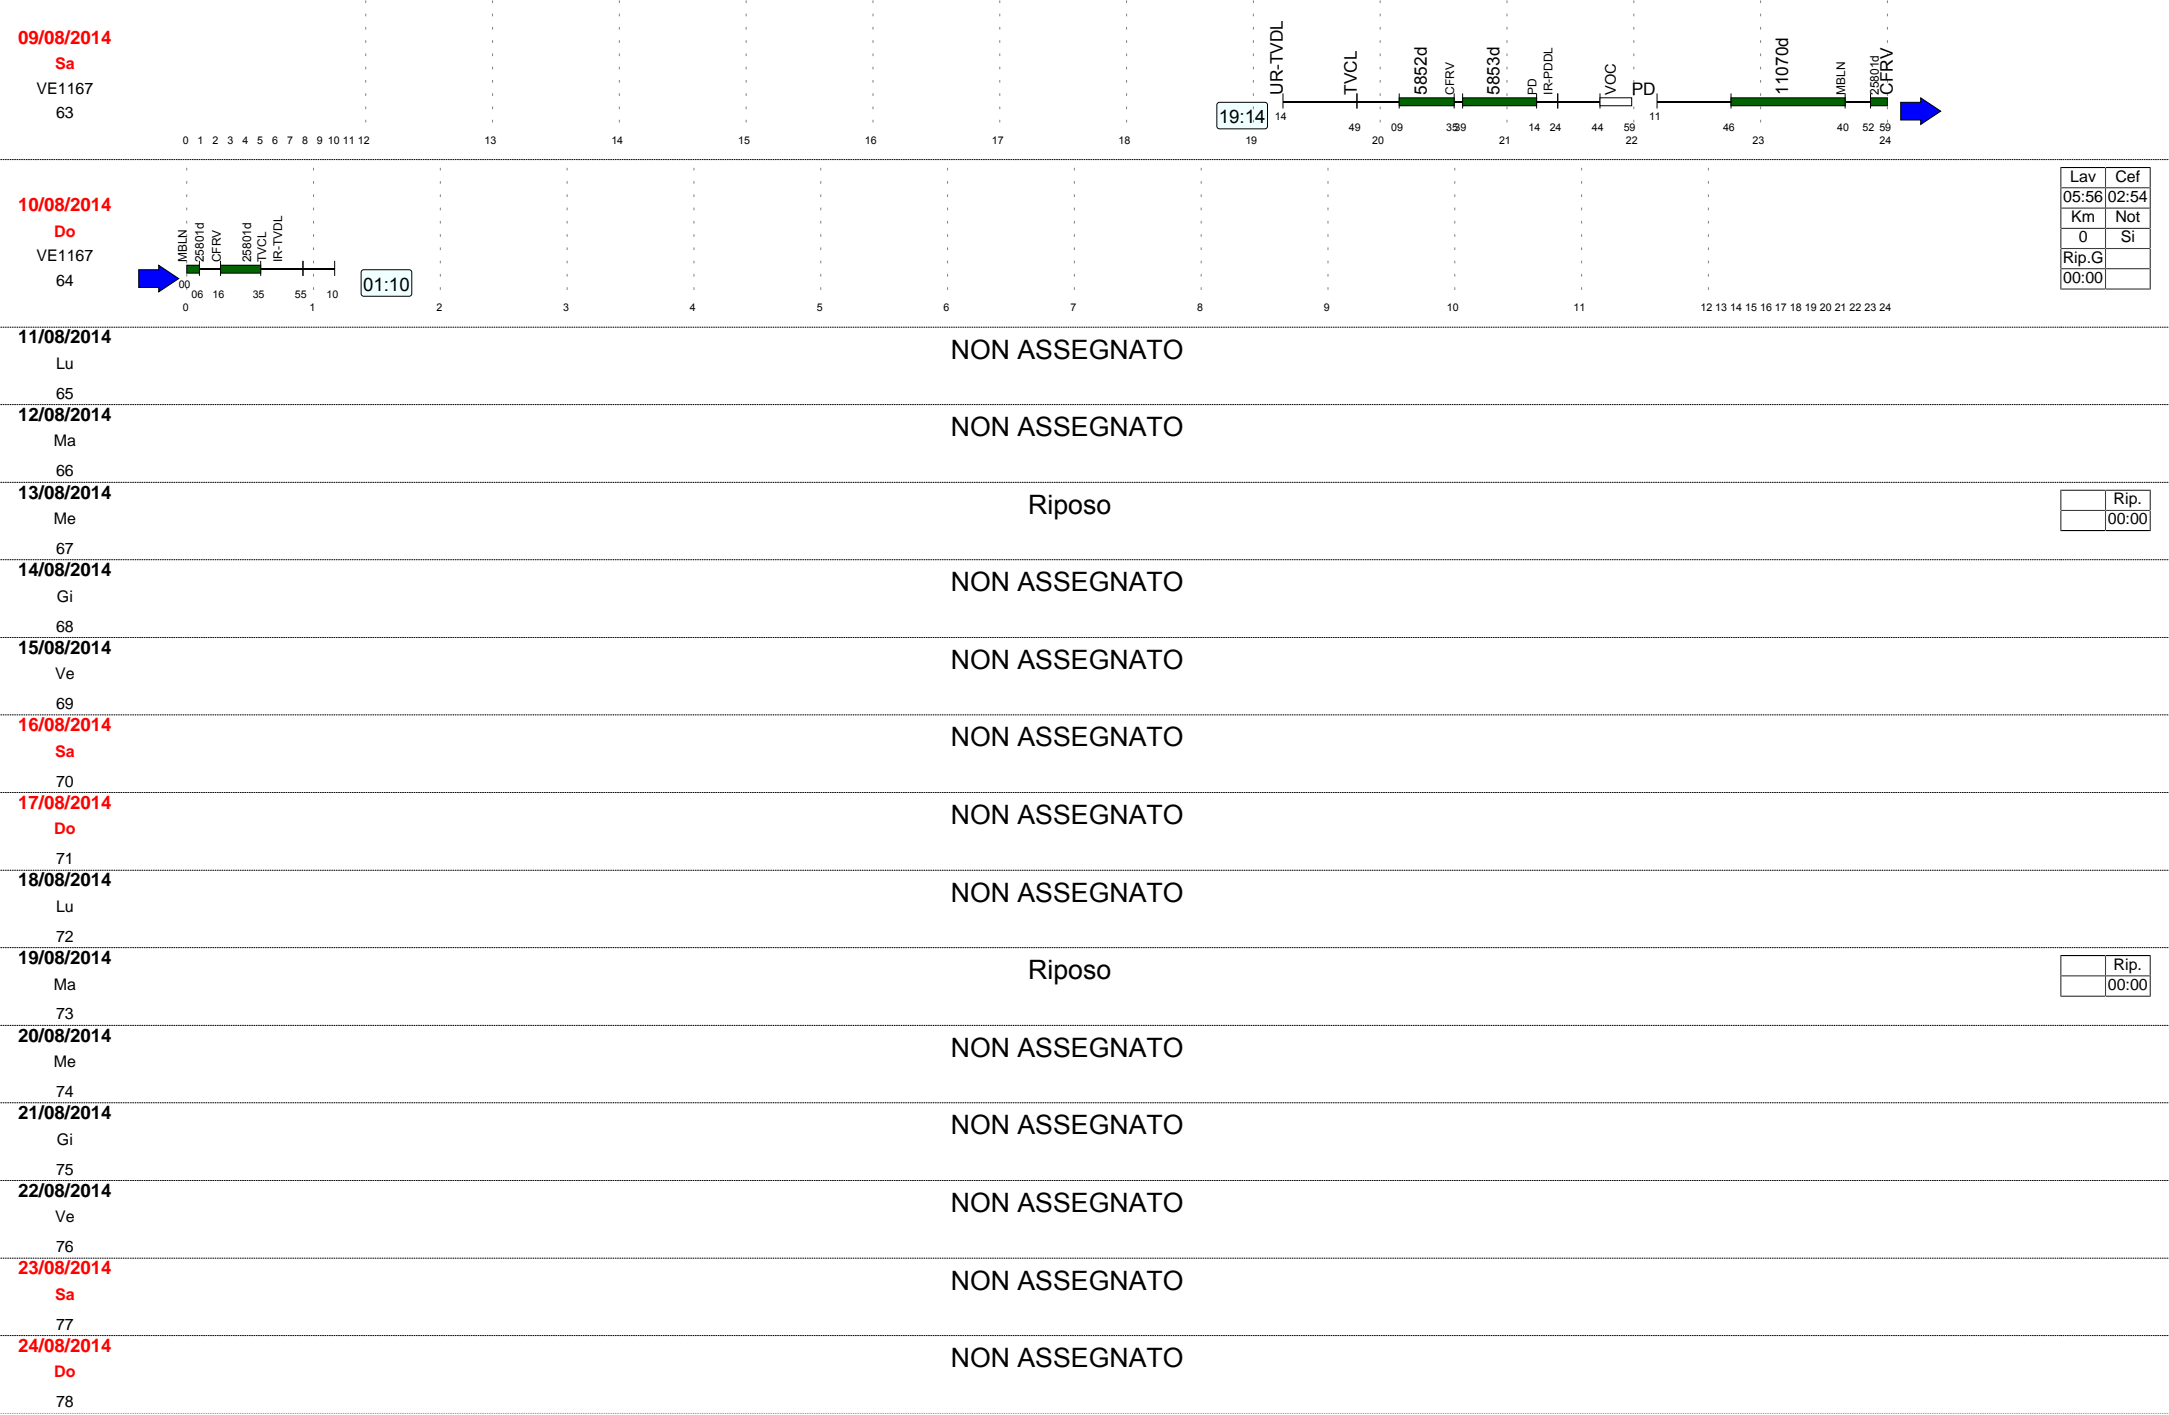 09/08/2014
Sa
VE1167
63
19:14
UR-TVDL TVCL 5852d CFRV 5853d PD IR-PDDL VOC PD 11070d MBLN 25801d CFRV
14 49 09 35 39 14 24 44 59 11 46 40 52 59
0 1 2 3 4 5 6 7 8 9 10 11 12 13 14 15 16 17 18 19 20 21 22 23 24
10/08/2014
Do
VE1167
64
MBLN 25801d CFRV 25801d TVCL IR-TVDL
00 06 16 35 55 10
01:10
0 1 2 3 4 5 6 7 8 9 10 11 12 13 14 15 16 17 18 19 20 21 22 23 24
Lav Cef
05:56 02:54
Km Not
0 Si
Rip.G
00:00
11/08/2014
Lu
65
NON ASSEGNATO
12/08/2014
Ma
66
NON ASSEGNATO
13/08/2014
Me
67
Riposo
Rip.
00:00
14/08/2014
Gi
68
NON ASSEGNATO
15/08/2014
Ve
69
NON ASSEGNATO
16/08/2014
Sa
70
NON ASSEGNATO
17/08/2014
Do
71
NON ASSEGNATO
18/08/2014
Lu
72
NON ASSEGNATO
19/08/2014
Ma
73
Riposo
Rip.
00:00
20/08/2014
Me
74
NON ASSEGNATO
21/08/2014
Gi
75
NON ASSEGNATO
22/08/2014
Ve
76
NON ASSEGNATO
23/08/2014
Sa
77
NON ASSEGNATO
24/08/2014
Do
78
NON ASSEGNATO